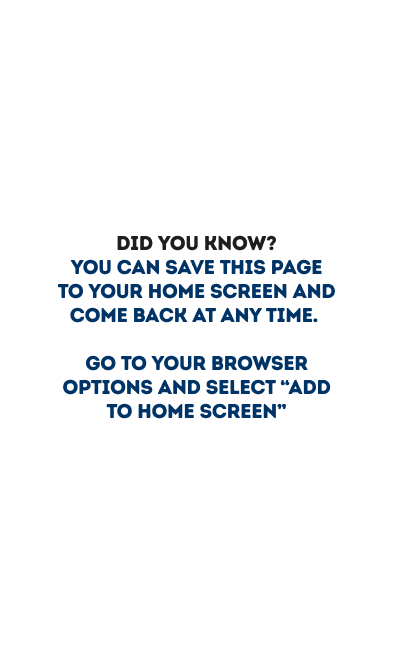 DID YOU KNOW?
YOU CAN SAVE THIS PAGE
TO YOUR HOME SCREEN AND
COME BACK AT ANY TIME.
GO TO YOUR BROWSER
OPTIONS AND SELECT “ADD
TO HOME SCREEN”